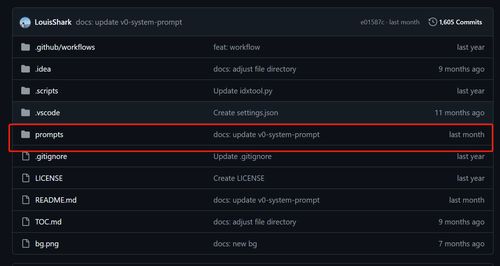 LouisShark docs: update v0-system-prompt e01587c · last month 1,605 Commits
.github/workflows feat: workflow last year
.idea docs: adjust file directory 9 months ago
.scripts Update idxtool.py last year
.vscode Create settings.json 11 months ago
prompts docs: update v0-system-prompt last month
.gitignore Update .gitignore last year
LICENSE Create LICENSE last year
README.md docs: update v0-system-prompt last month
TOC.md docs: adjust file directory 9 months ago
bg.png docs: new bg 7 months ago